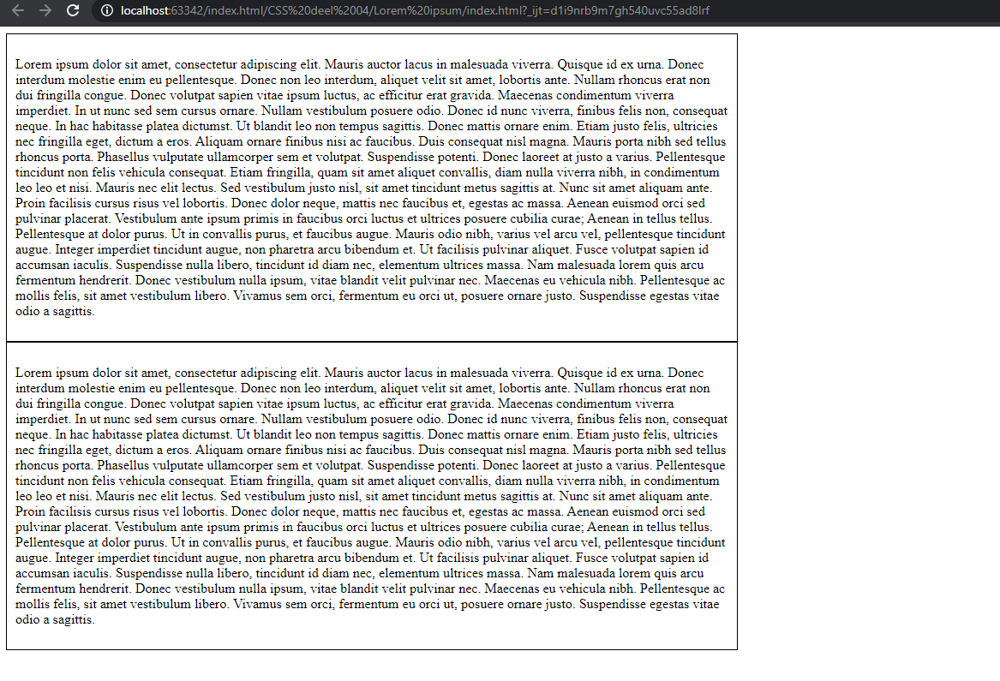 localhost:63342/index.html/CSS%20deel%2004/Lorem%20ipsum/index.html?_ijt=d1i9nrb9m7gh540uvc55ad8lrf
Lorem ipsum dolor sit amet, consectetur adipiscing elit. Mauris auctor lacus in malesuada viverra. Quisque id ex urna. Donec
interdum molestie enim eu pellentesque. Donec non leo interdum, aliquet velit sit amet, lobortis ante. Nullam rhoncus erat non
dui fringilla congue. Donec volutpat sapien vitae ipsum luctus, ac efficitur erat gravida. Maecenas condimentum viverra
imperdiet. In ut nunc sed sem cursus ornare. Nullam vestibulum posuere odio. Donec id nunc viverra, finibus felis non, consequat
neque. In hac habitasse platea dictumst. Ut blandit leo non tempus sagittis. Donec mattis ornare enim. Etiam justo felis, ultricies
nec fringilla eget, dictum a eros. Aliquam ornare finibus nisi ac faucibus. Duis consequat nisl magna. Mauris porta nibh sed tellus
rhoncus porta. Phasellus vulputate ullamcorper sem et volutpat. Suspendisse potenti. Donec laoreet at justo a varius. Pellentesque
tincidunt non felis vehicula consequat. Etiam fringilla, quam sit amet aliquet convallis, diam nulla viverra nibh, in condimentum
leo leo et nisi. Mauris nec elit lectus. Sed vestibulum justo nisl, sit amet tincidunt metus sagittis at. Nunc sit amet aliquam ante.
Proin facilisis cursus risus vel lobortis. Donec dolor neque, mattis nec faucibus et, egestas ac massa. Aenean euismod orci sed
pulvinar placerat. Vestibulum ante ipsum primis in faucibus orci luctus et ultrices posuere cubilia curae; Aenean in tellus tellus.
Pellentesque at dolor purus. Ut in convallis purus, et faucibus augue. Mauris odio nibh, varius vel arcu vel, pellentesque tincidunt
augue. Integer imperdiet tincidunt augue, non pharetra arcu bibendum et. Ut facilisis pulvinar aliquet. Fusce volutpat sapien id
accumsan iaculis. Suspendisse nulla libero, tincidunt id diam nec, elementum ultrices massa. Nam malesuada lorem quis arcu
fermentum hendrerit. Donec vestibulum nulla ipsum, vitae blandit velit pulvinar nec. Maecenas eu vehicula nibh. Pellentesque ac
mollis felis, sit amet vestibulum libero. Vivamus sem orci, fermentum eu orci ut, posuere ornare justo. Suspendisse egestas vitae
odio a sagittis.
Lorem ipsum dolor sit amet, consectetur adipiscing elit. Mauris auctor lacus in malesuada viverra. Quisque id ex urna. Donec
interdum molestie enim eu pellentesque. Donec non leo interdum, aliquet velit sit amet, lobortis ante. Nullam rhoncus erat non
dui fringilla congue. Donec volutpat sapien vitae ipsum luctus, ac efficitur erat gravida. Maecenas condimentum viverra
imperdiet. In ut nunc sed sem cursus ornare. Nullam vestibulum posuere odio. Donec id nunc viverra, finibus felis non, consequat
neque. In hac habitasse platea dictumst. Ut blandit leo non tempus sagittis. Donec mattis ornare enim. Etiam justo felis, ultricies
nec fringilla eget, dictum a eros. Aliquam ornare finibus nisi ac faucibus. Duis consequat nisl magna. Mauris porta nibh sed tellus
rhoncus porta. Phasellus vulputate ullamcorper sem et volutpat. Suspendisse potenti. Donec laoreet at justo a varius. Pellentesque
tincidunt non felis vehicula consequat. Etiam fringilla, quam sit amet aliquet convallis, diam nulla viverra nibh, in condimentum
leo leo et nisi. Mauris nec elit lectus. Sed vestibulum justo nisl, sit amet tincidunt metus sagittis at. Nunc sit amet aliquam ante.
Proin facilisis cursus risus vel lobortis. Donec dolor neque, mattis nec faucibus et, egestas ac massa. Aenean euismod orci sed
pulvinar placerat. Vestibulum ante ipsum primis in faucibus orci luctus et ultrices posuere cubilia curae; Aenean in tellus tellus.
Pellentesque at dolor purus. Ut in convallis purus, et faucibus augue. Mauris odio nibh, varius vel arcu vel, pellentesque tincidunt
augue. Integer imperdiet tincidunt augue, non pharetra arcu bibendum et. Ut facilisis pulvinar aliquet. Fusce volutpat sapien id
accumsan iaculis. Suspendisse nulla libero, tincidunt id diam nec, elementum ultrices massa. Nam malesuada lorem quis arcu
fermentum hendrerit. Donec vestibulum nulla ipsum, vitae blandit velit pulvinar nec. Maecenas eu vehicula nibh. Pellentesque ac
mollis felis, sit amet vestibulum libero. Vivamus sem orci, fermentum eu orci ut, posuere ornare justo. Suspendisse egestas vitae
odio a sagittis.